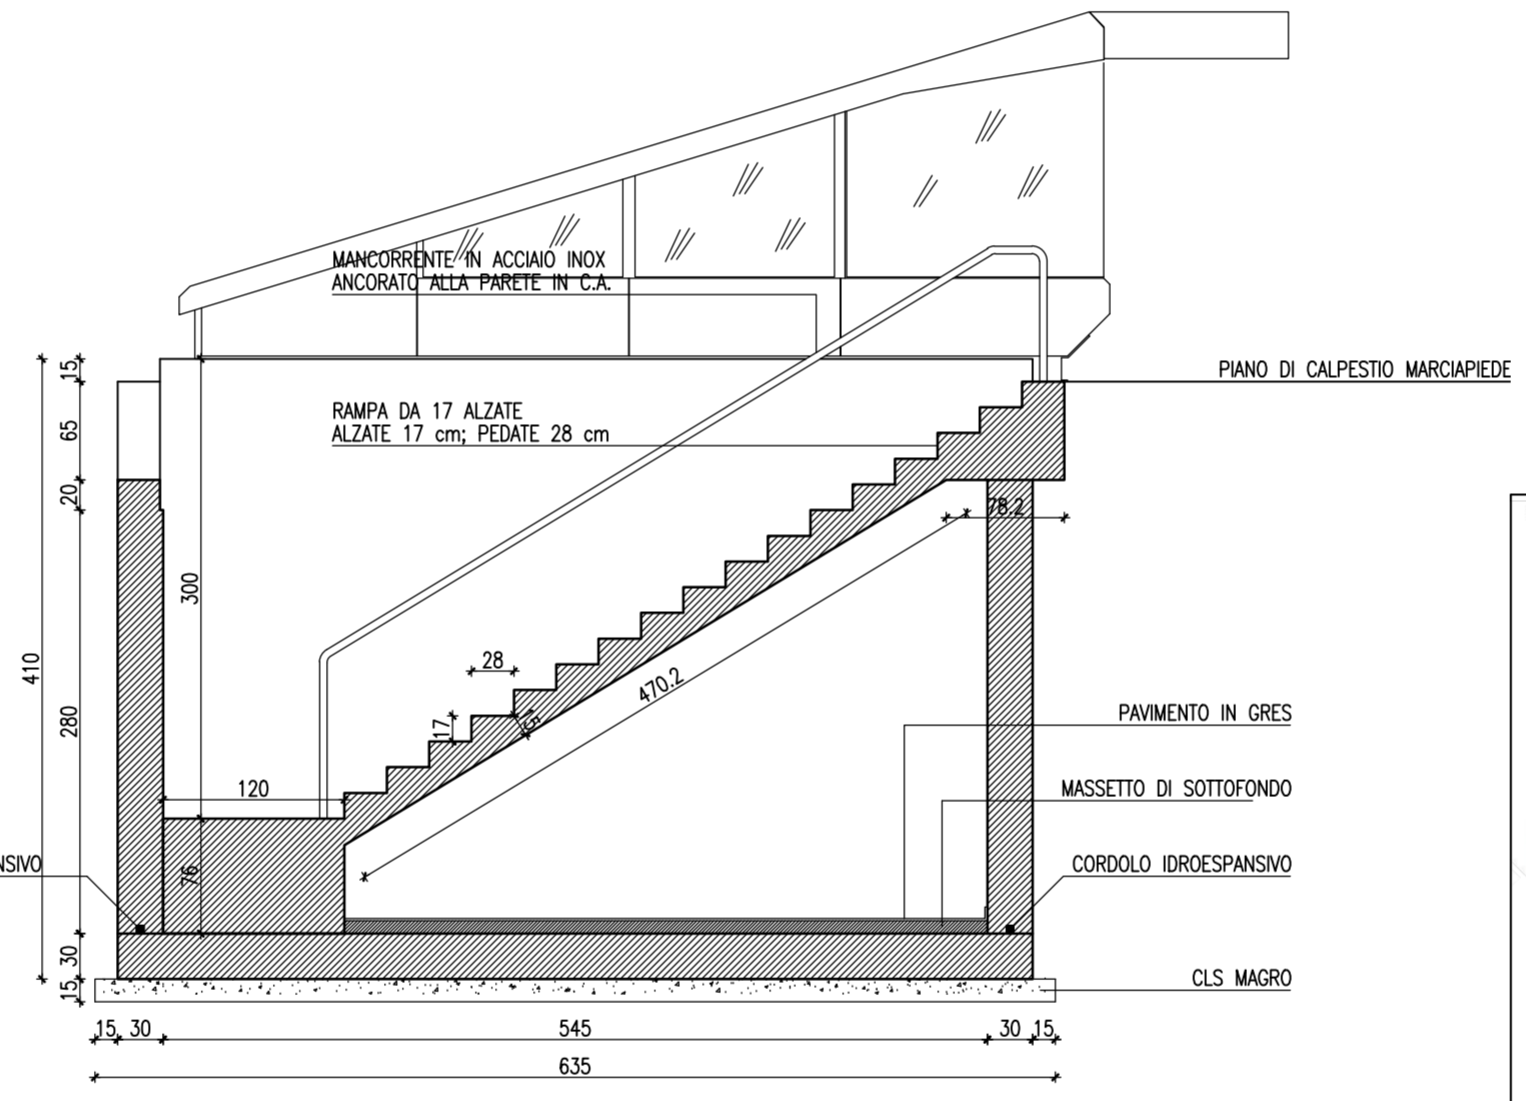 MANCORRENTE IN ACCIAIO INOX
ANCORATO ALLA PARETE IN C.A.
PIANO DI CALPESTIO MARCIAPIEDE
RAMPA DA 17 ALZATE
ALZATE 17 cm; PEDATE 28 cm
15
65
20
78.2
300
410
28
470.2
280
17
15
PAVIMENTO IN GRES
120
MASSETTO DI SOTTOFONDO
NSIVO
76
CORDOLO IDROESPANSIVO
30
15
CLS MAGRO
15 30 545 30 15
635